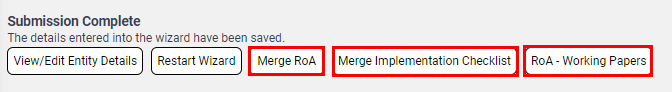 Submission Complete
The details entered into the wizard have been saved.
View/Edit Entity Details Restart Wizard Merge RoA Merge Implementation Checklist RoA - Working Papers